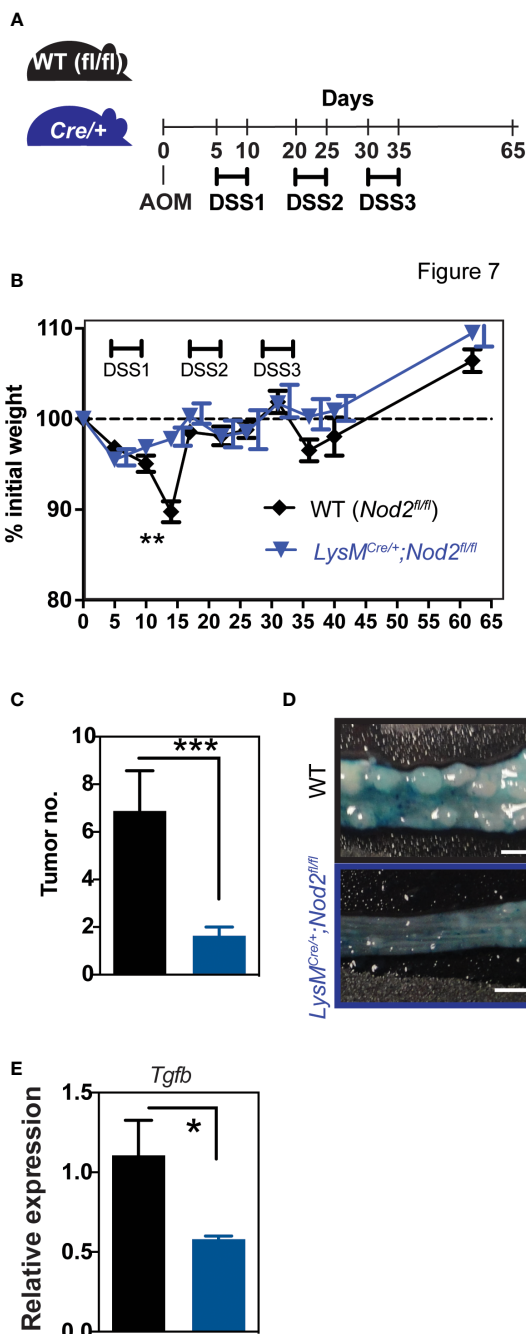 A
WT (fl/fl)
Cre/+
Days
0 5 10 20 25 30 35 65
AOM DSS1 DSS2 DSS3
Figure 7
B
% initial weight
110
100
90
80
DSS1 DSS2 DSS3
**
WT (Nod2fl/fl)
LysMCre/+;Nod2fl/fl
0 5 10 15 20 25 30 35 40 45 50 55 60 65
C
Tumor no.
10
8
6
4
2
0
***
D
WT
LysMCre/+;Nod2fl/fl
E
Tgfb
Relative expression
1.5
1.0
0.5
0.0
*